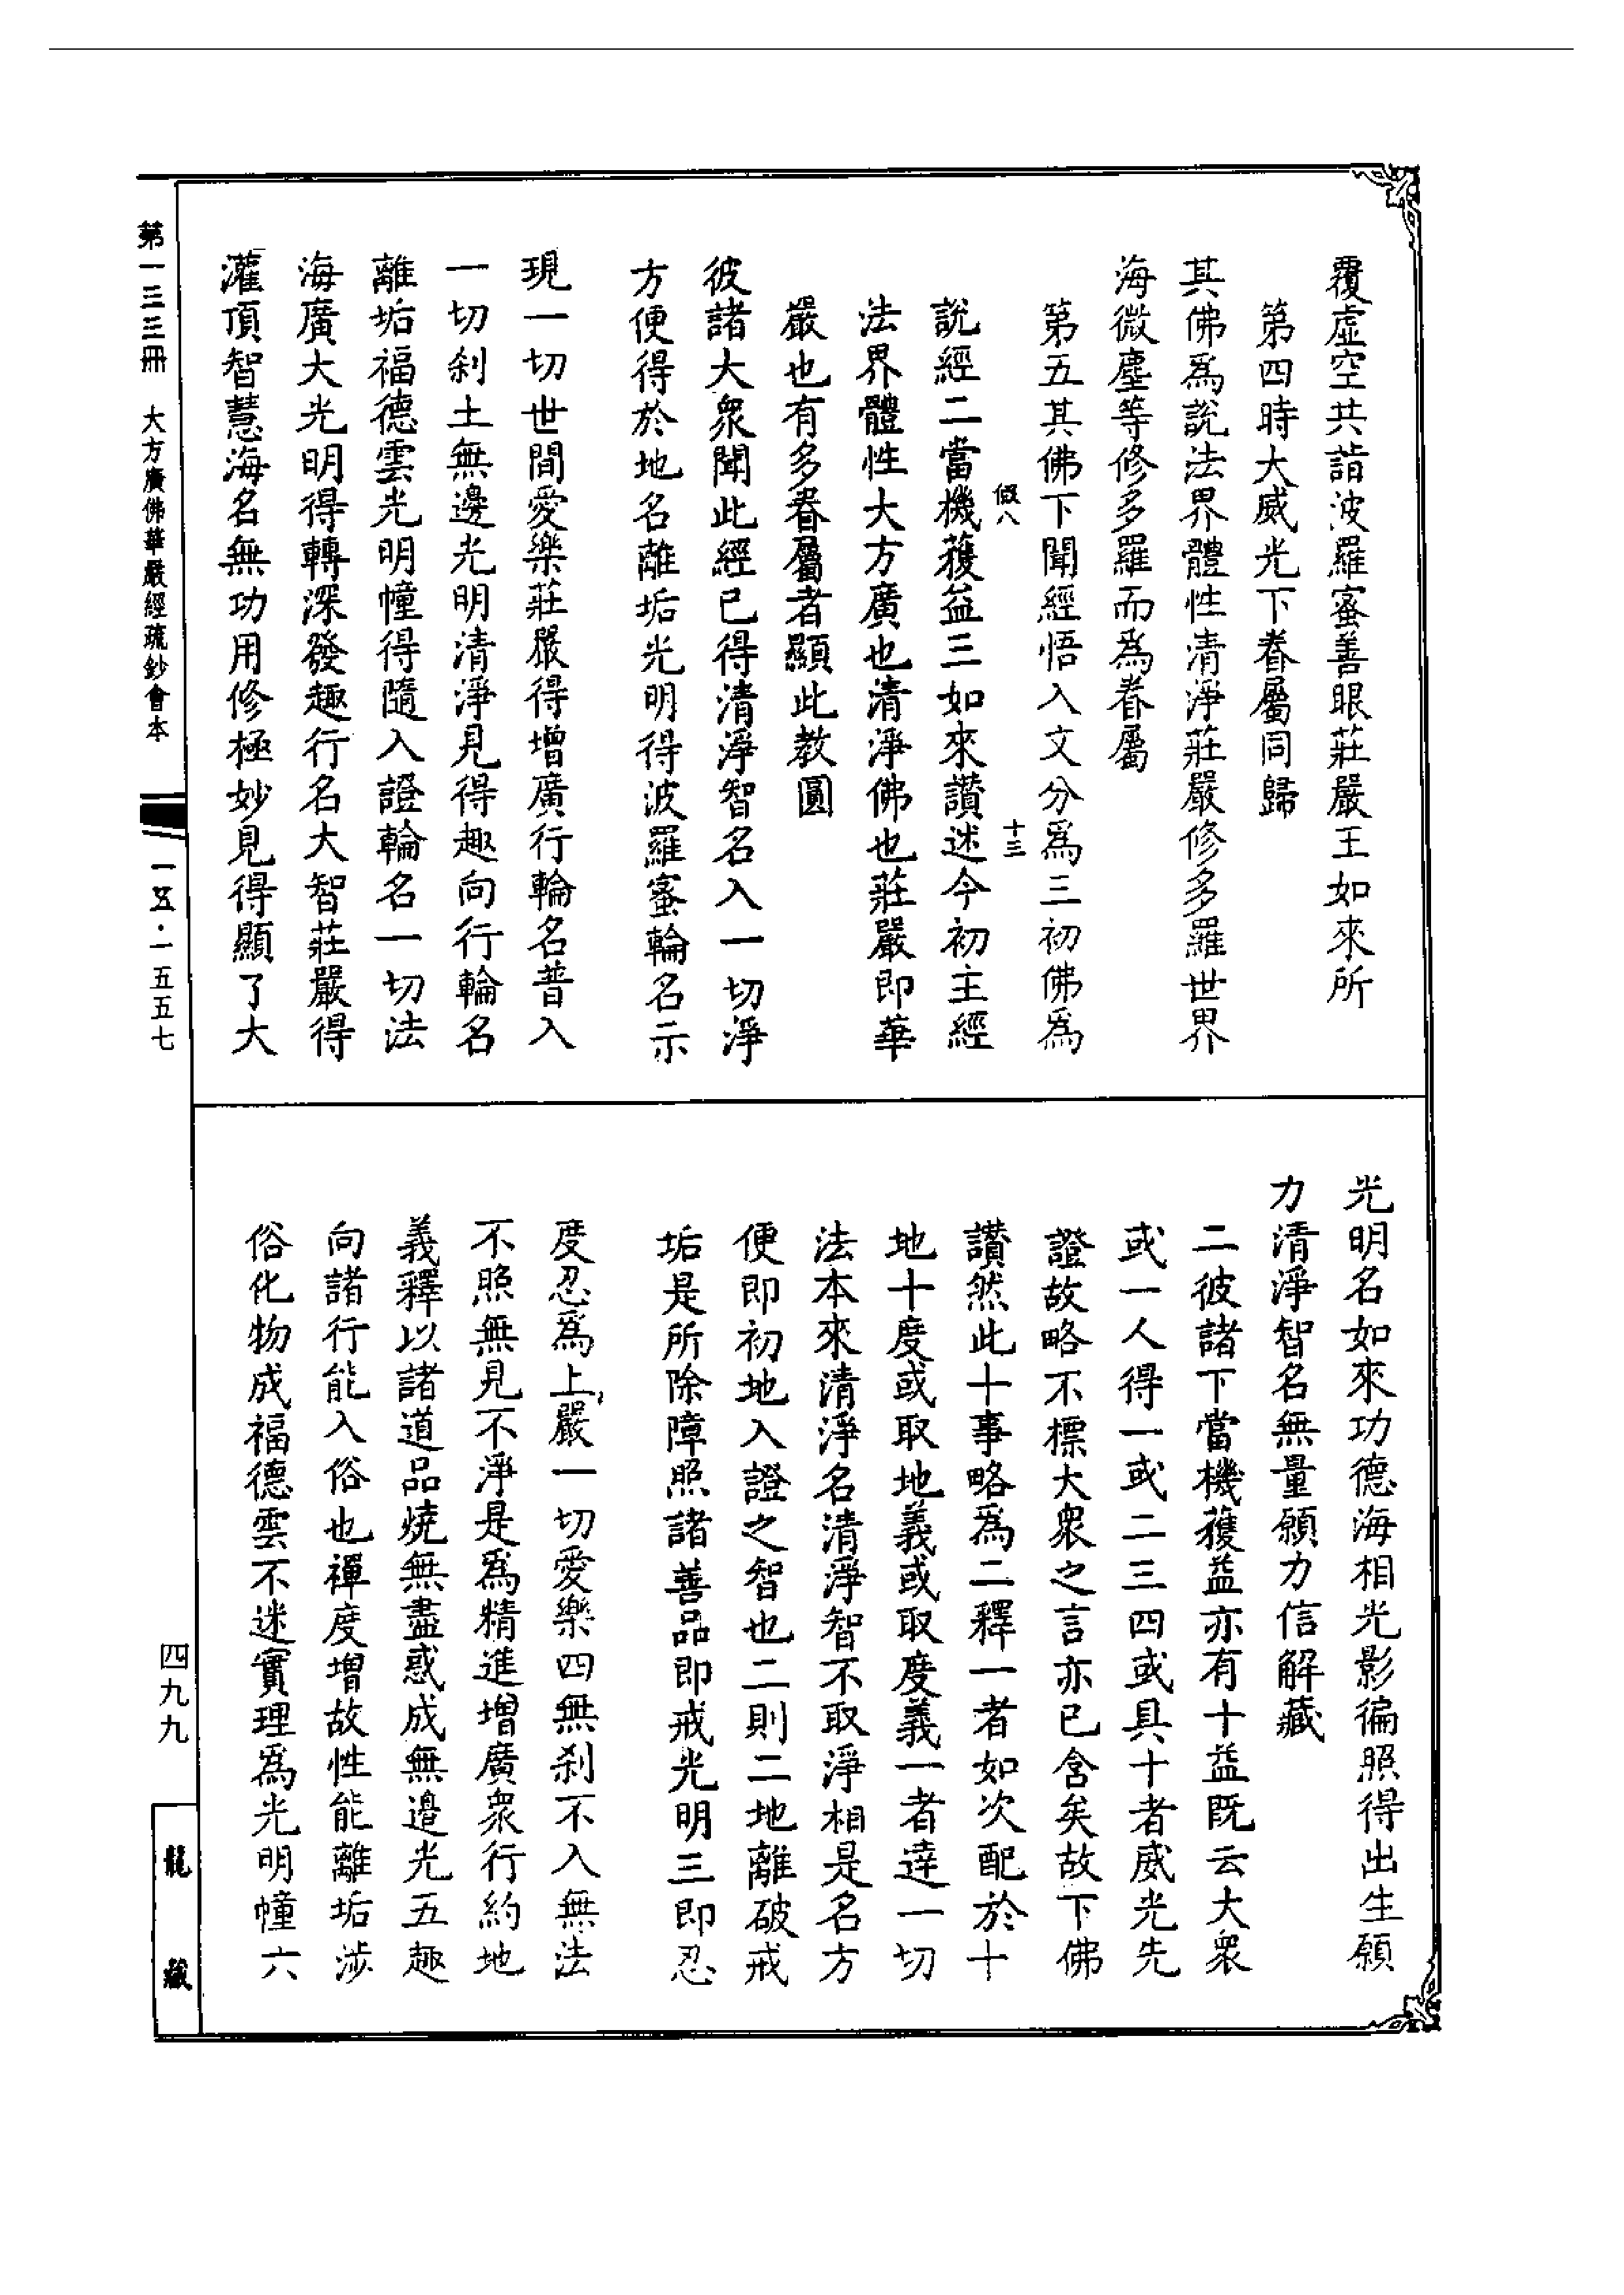 覆虛空共詣波羅蜜善眼莊嚴王如來所
第四時大威光下眷屬同歸
其佛爲說法界體性清淨莊嚴修多羅世界
海微塵等修多羅而爲眷屬
第五其佛下聞經悟入文分爲三初佛爲
說經二當機獲益三如來讚述今初主經
假八
十三
法界體性大方廣也清淨佛也莊嚴即華
嚴也有多眷屬者顯此教圓
彼諸大衆聞此經已得清淨智名入一切淨
方便得於地名離垢光明得波羅蜜輪名示
現一切世間愛樂莊嚴得增廣行輪名普入
一切剎土無邊光明清淨見得趣向行輪名
離垢福德雲光明幢得隨入證輪名一切法
海廣大光明得轉深發趣行名大智莊嚴得
灌頂智慧海名無功用修極妙見得顯了大
光明名如來功德海相光影徧照得出生願
力清淨智名無量願力信解藏
二彼諸下當機獲益亦有十益既云大衆
或一人得一或二三四或具十者威光先
證故略不標大衆之言亦已含矣故下佛
讚然此十事略爲二釋一者如次配於十
地十度或取地義或取度義一者達一切
法本來清淨名清淨智不取淨相是名方
便即初地入證之智也二則二地離破戒
垢是所除障照諸善品即戒光明三即忍
度忍爲上嚴一切愛樂四無刹不入無法
不照無見不淨是爲精進增廣衆行約地
義釋以諸道品焼無盡惑成無邊光五趣
向諸行能入俗也禪度增故性能離垢涉
俗化物成福德雲不迷實理爲光明幢六
第一三三冊 大方廣佛華嚴經疏鈔會本
一五·一五五七
四九九
龍藏